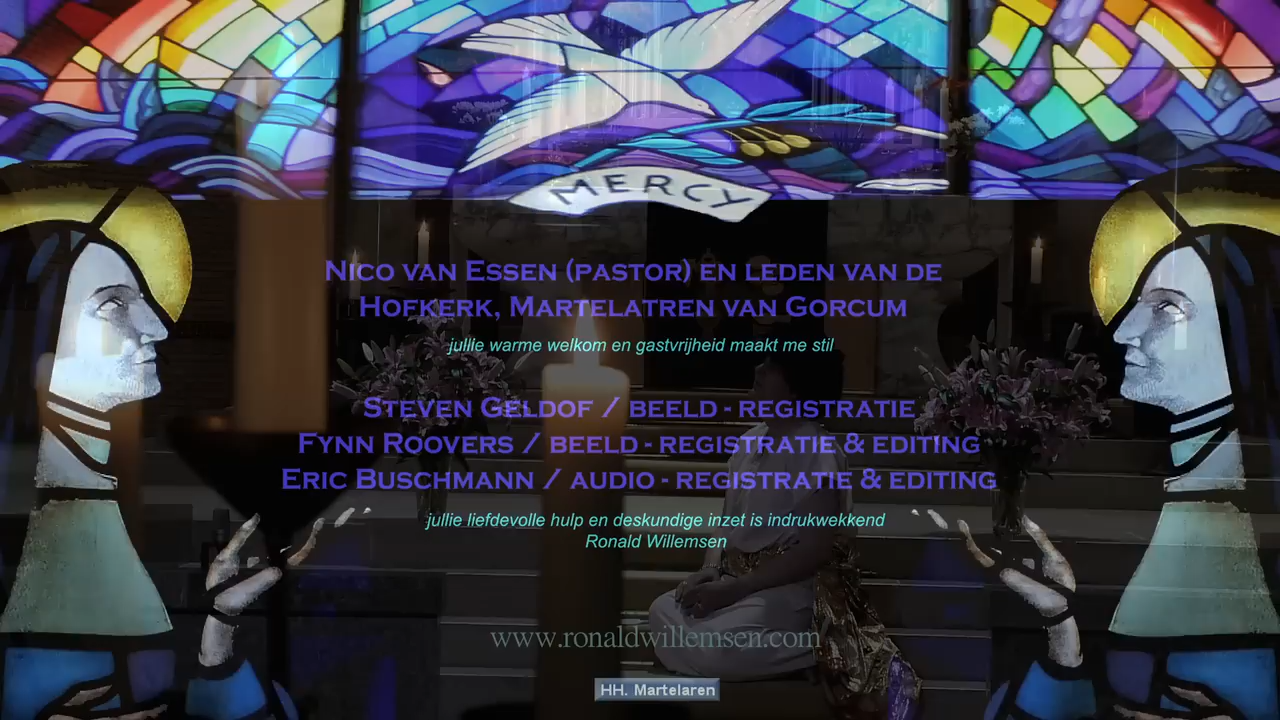 MERCY
Nico van Essen (pastor) en leden van de
Hofkerk, Martelatren van Gorcum
jullie warme welkom en gastvrijheid maakt me stil
Steven Geldof / beeld - registratie
Fynn Roovers / beeld - registratie & editing
Eric Buschmann / audio - registratie & editing
jullie liefdevolle hulp en deskundige inzet is indrukwekkend
Ronald Willemsen
www.ronaldwillemsen.com
HH. Martelaren